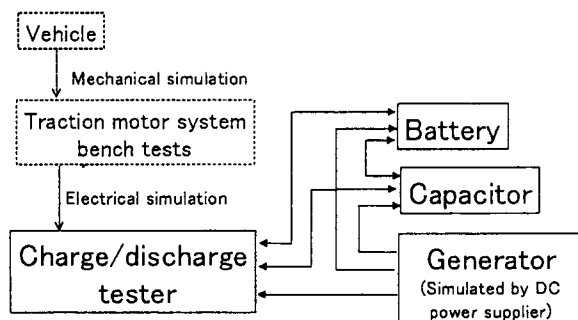 Vehicle
Mechanical simulation
Traction motor system
bench tests
Electrical simulation
Charge/discharge
tester
Battery
Capacitor
Generator
(Simulated by DC
power supplier)